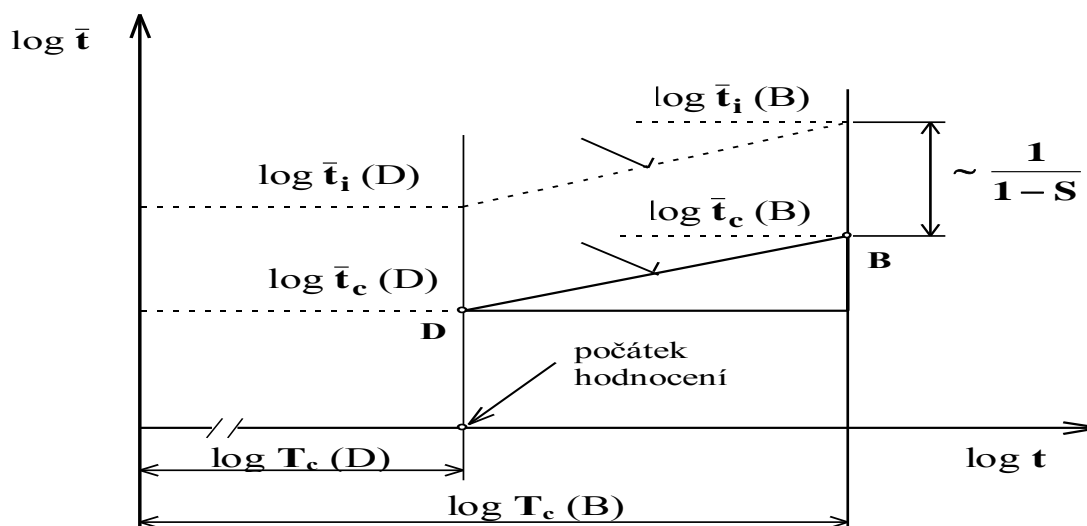 log t̄
log t̄ᵢ (B)
log t̄ᵢ (D)
~ 1
1 − S
log t̄c (B)
B
log t̄c (D)
D
počátek
hodnocení
log Tc (D)
log t
log Tc (B)